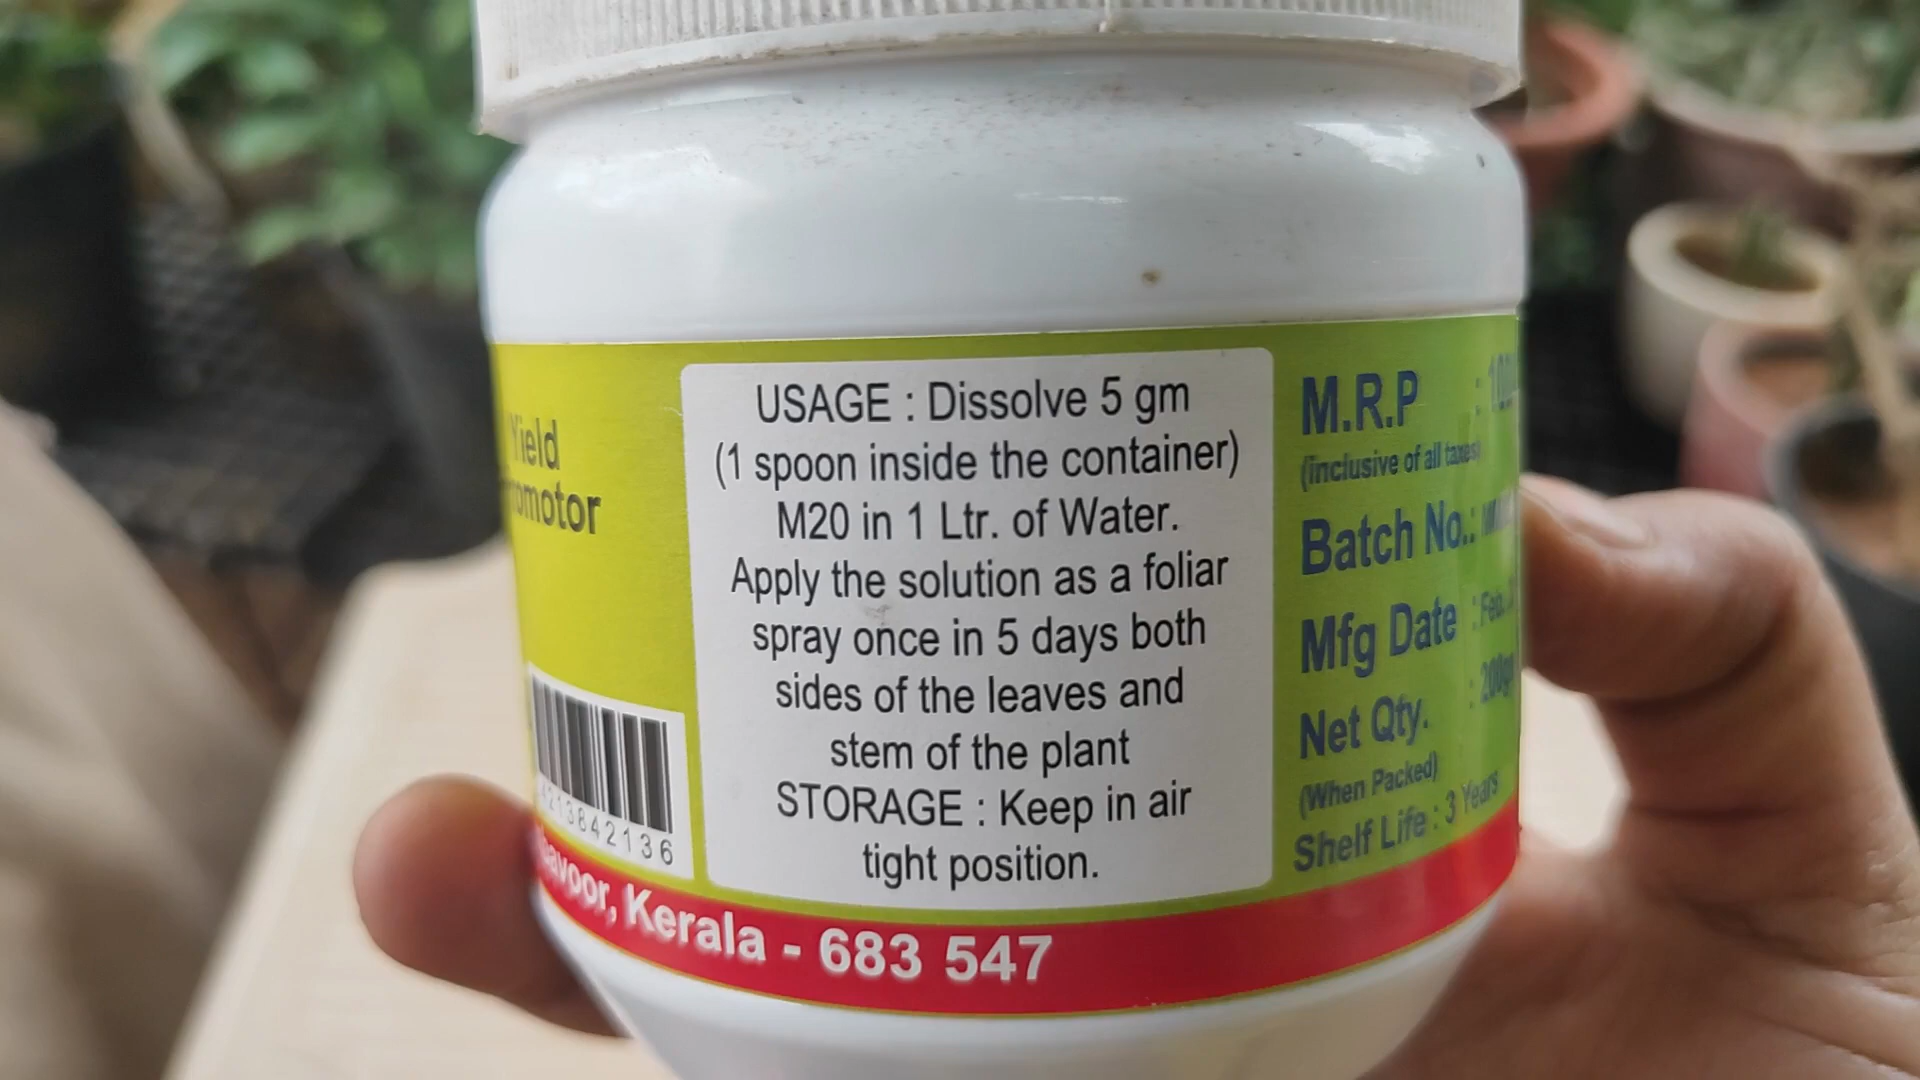 Yield
USAGE : Dissolve 5 gm
(1 spoon inside the container)
M20 in 1 Ltr. of Water.
Apply the solution as a foliar
spray once in 5 days both
sides of the leaves and
stem of the plant
STORAGE : Keep in air
tight position.
M.R.P :
(inclusive of all taxes)
Batch No.:
Mfg Date : Feb.
Net Qty. : 200gm
(When Packed)
Shelf Life : 3 Years
Kerala - 683 547